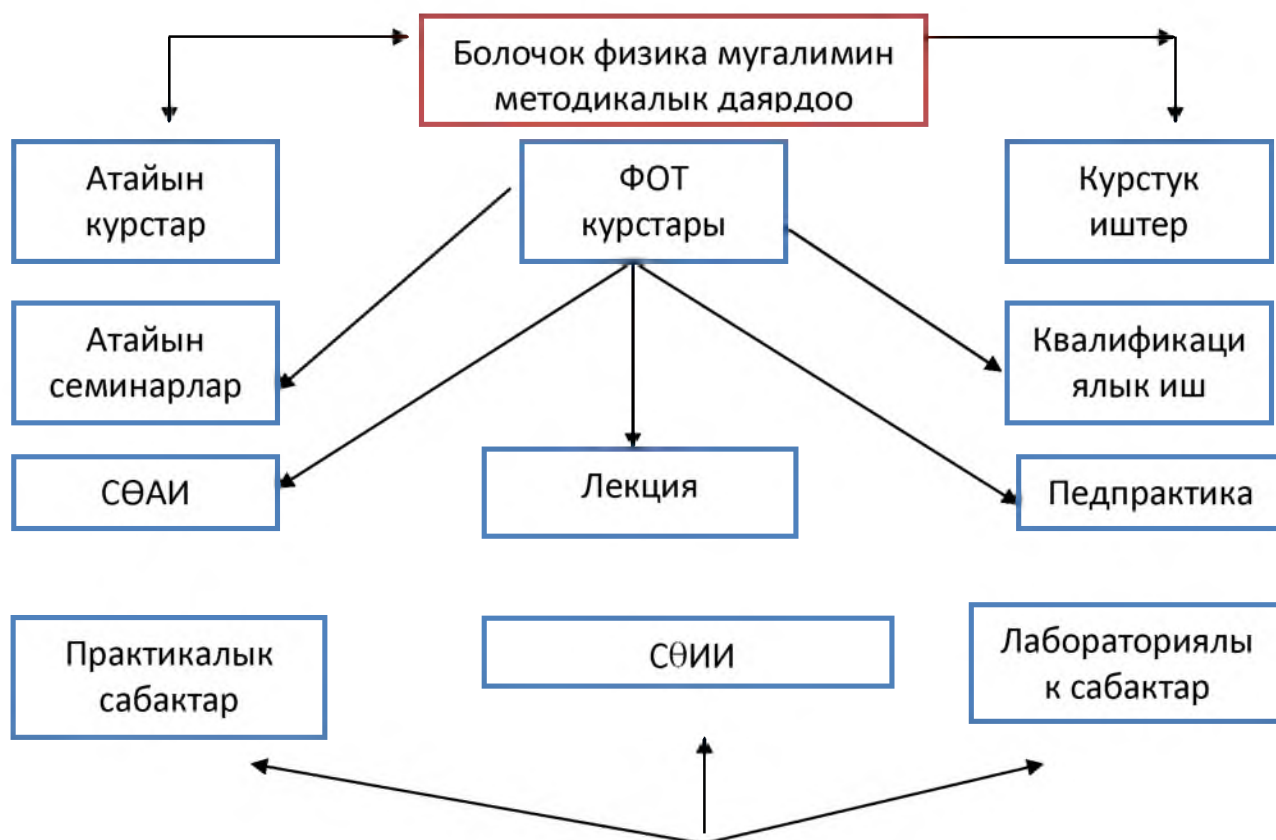 Болочок физика мугалимин
методикалык даярдоо
Атайын
курстар
ФОТ
курстары
Курстук
иштер
Атайын
семинарлар
Квалификаци
ялык иш
СӨАИ
Лекция
Педпрактика
Практикалык
сабактар
СӨИИ
Лабораториялы
к сабактар